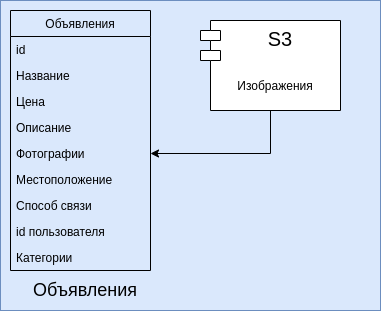 Объявления
id
Название
Цена
Описание
Фотографии
Местоположение
Способ связи
id пользователя
Категории
S3
Изображения
Объявления